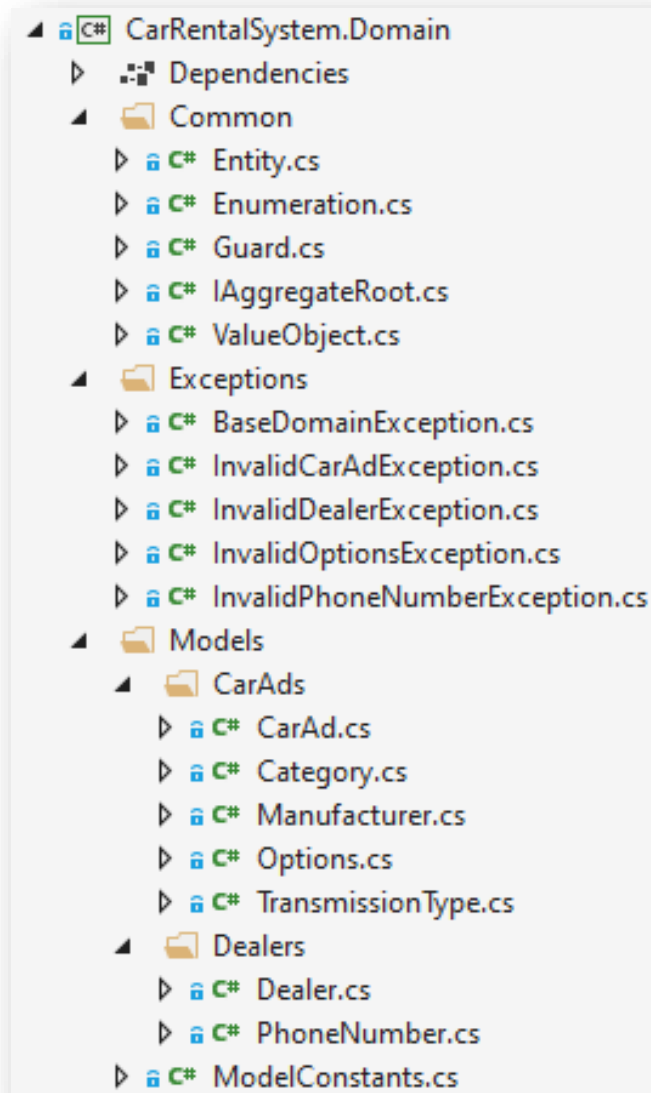 C# CarRentalSystem.Domain
Dependencies
Common
C# Entity.cs
C# Enumeration.cs
C# Guard.cs
C# IAggregateRoot.cs
C# ValueObject.cs
Exceptions
C# BaseDomainException.cs
C# InvalidCarAdException.cs
C# InvalidDealerException.cs
C# InvalidOptionsException.cs
C# InvalidPhoneNumberException.cs
Models
CarAds
C# CarAd.cs
C# Category.cs
C# Manufacturer.cs
C# Options.cs
C# TransmissionType.cs
Dealers
C# Dealer.cs
C# PhoneNumber.cs
C# ModelConstants.cs